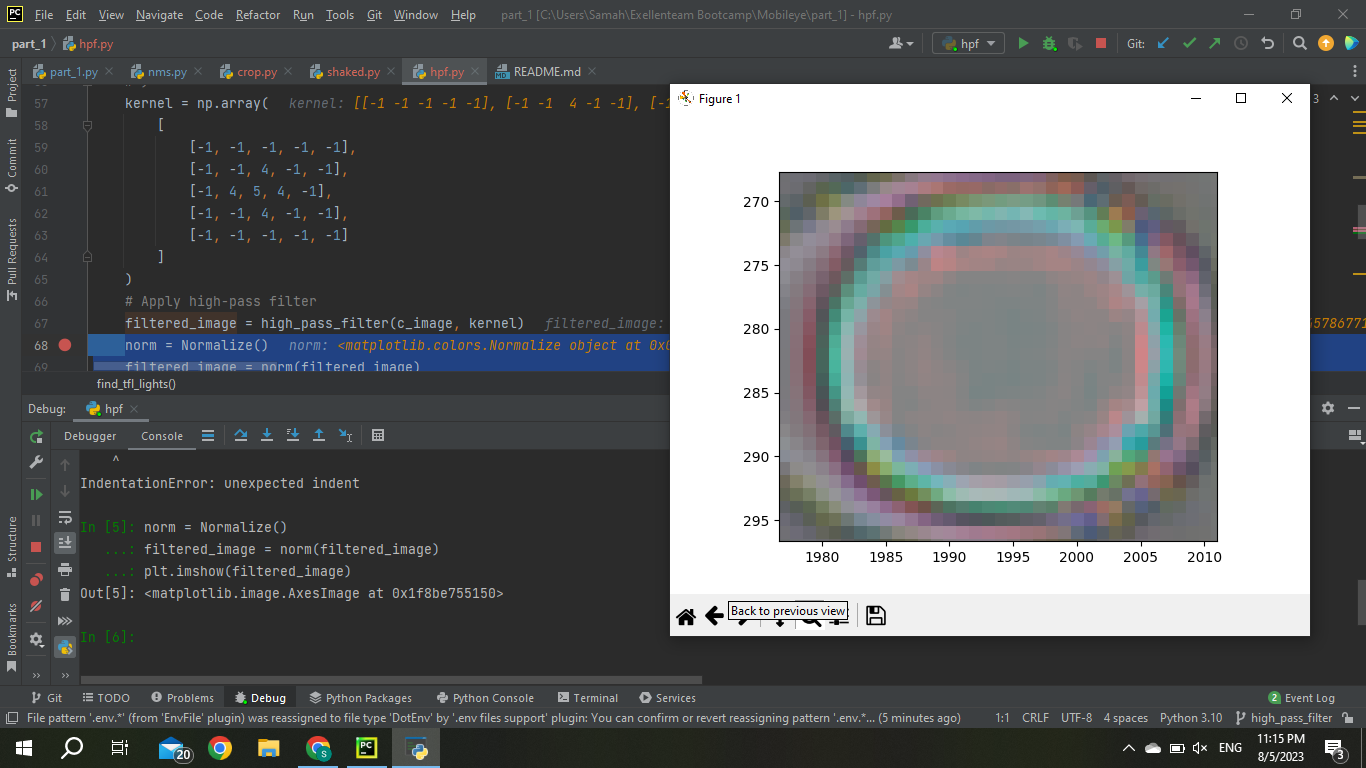 File Edit View Navigate Code Refactor Run Tools Git Window Help part_1 [C:\Users\Samah\Exellenteam Bootcamp\Mobileye\part_1] - hpf.py
part_1 hpf.py hpf Git:
part_1.py nms.py crop.py shaked.py hpf.py README.md
57 kernel = np.array( kernel: [[-1 -1 -1 -1 -1], [-1 -1 4 -1 -1], [-1
58 [
59 [-1, -1, -1, -1, -1],
60 [-1, -1, 4, -1, -1],
61 [-1, 4, 5, 4, -1],
62 [-1, -1, 4, -1, -1],
63 [-1, -1, -1, -1, -1]
64 ]
65 )
66 # Apply high-pass filter
67 filtered_image = high_pass_filter(c_image, kernel) filtered_image:
68 norm = Normalize() norm: <matplotlib.colors.Normalize object at
69 filtered_image = norm(filtered_image)
find_tfl_lights()
Figure 1
3
65786771
270
275
280
285
290
295
1980 1985 1990 1995 2000 2005 2010
Back to previous view
Debug: hpf
Debugger Console
^
IndentationError: unexpected indent
In [5]: norm = Normalize()
...: filtered_image = norm(filtered_image)
...: plt.imshow(filtered_image)
Out[5]: <matplotlib.image.AxesImage at 0x1f8be755150>
In [6]:
Project
Commit
Pull Requests
Structure
Bookmarks
Git TODO Problems Debug Python Packages Python Console Terminal Services 2 Event Log
File pattern '.env.*' (from 'EnvFile' plugin) was reassigned to file type 'DotEnv' by '.env files support' plugin: You can confirm or revert reassigning pattern '.env.*... (5 minutes ago) 1:1 CRLF UTF-8 4 spaces Python 3.10 high_pass_filter
20 S PC ENG 11:15 PM
8/5/2023 3